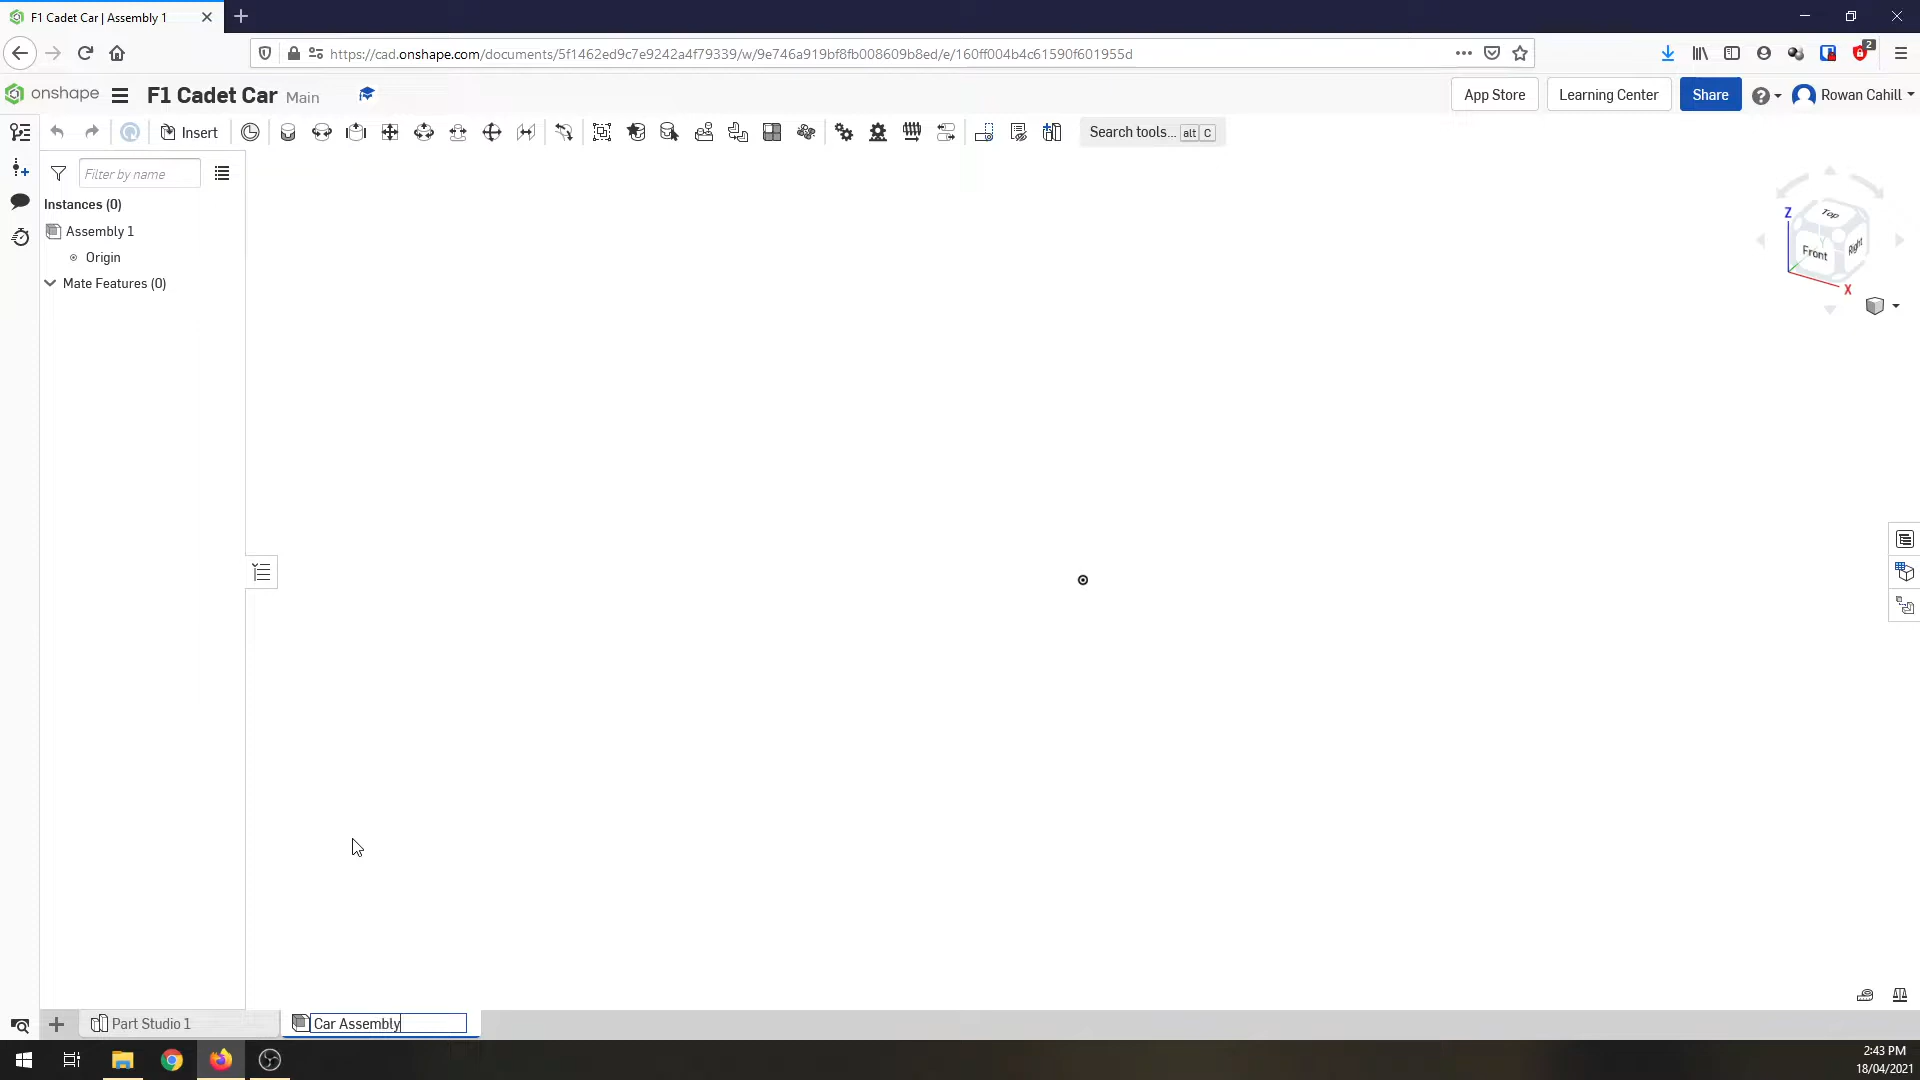 F1 Cadet Car | Assembly 1
https://cad.onshape.com/documents/5f1462ed9c7e9242a4f79339/w/9e746a919bf8fb008609b8ed/e/160ff004b4c61590f601955d
2
onshape
F1 Cadet Car Main
App Store
Learning Center
Share
Rowan Cahill
Insert
Search tools... alt C
Filter by name
Instances (0)
Assembly 1
Origin
Mate Features (0)
Z
Top
Front
Right
X
Part Studio 1
Car Assembly
2:43 PM
18/04/2021